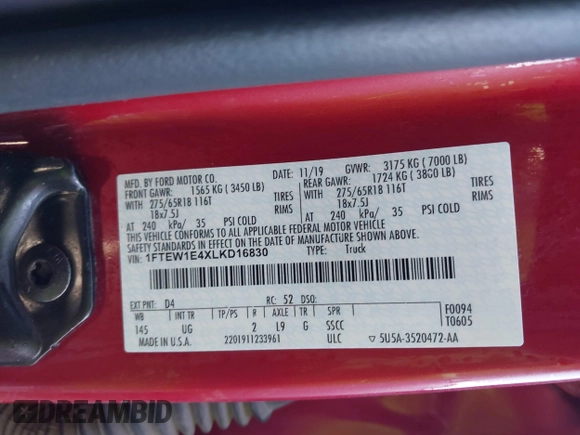 MFD. BY FORD MOTOR CO. 11/19 GVWR: 3175 KG ( 7000 LB)
FRONT GAWR: 1565 KG ( 3450 LB) REAR GAWR: 1724 KG ( 3800 LB)
WITH 275/65R18 116T TIRES WITH 275/65R18 116T TIRES
18x7.5J RIMS 18x7.5J RIMS
AT 240 kPa/ 35 PSI COLD AT 240 kPa/ 35 PSI COLD
THIS VEHICLE CONFORMS TO ALL APPLICABLE FEDERAL MOTOR VEHICLE
SAFETY STANDARDS IN EFFECT ON THE DATE OF MANUFACTURE SHOWN ABOVE.
VIN: 1FTEW1E4XLKD16830 TYPE: Truck
EXT PNT: D4 RC: 52 DSO:
WB INT TR TP/PS R AXLE TR SPR F0094
145 UG 2 L9 G SSCC T0605
MADE IN U.S.A. 2201911233961 ULC 5U5A-3520472-AA
DREAMBID